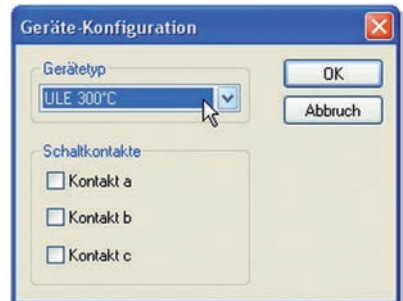 Geräte-Konfiguration
Gerätetyp
ULE 300°C
OK
Abbruch
Schaltkontakte
Kontakt a
Kontakt b
Kontakt c